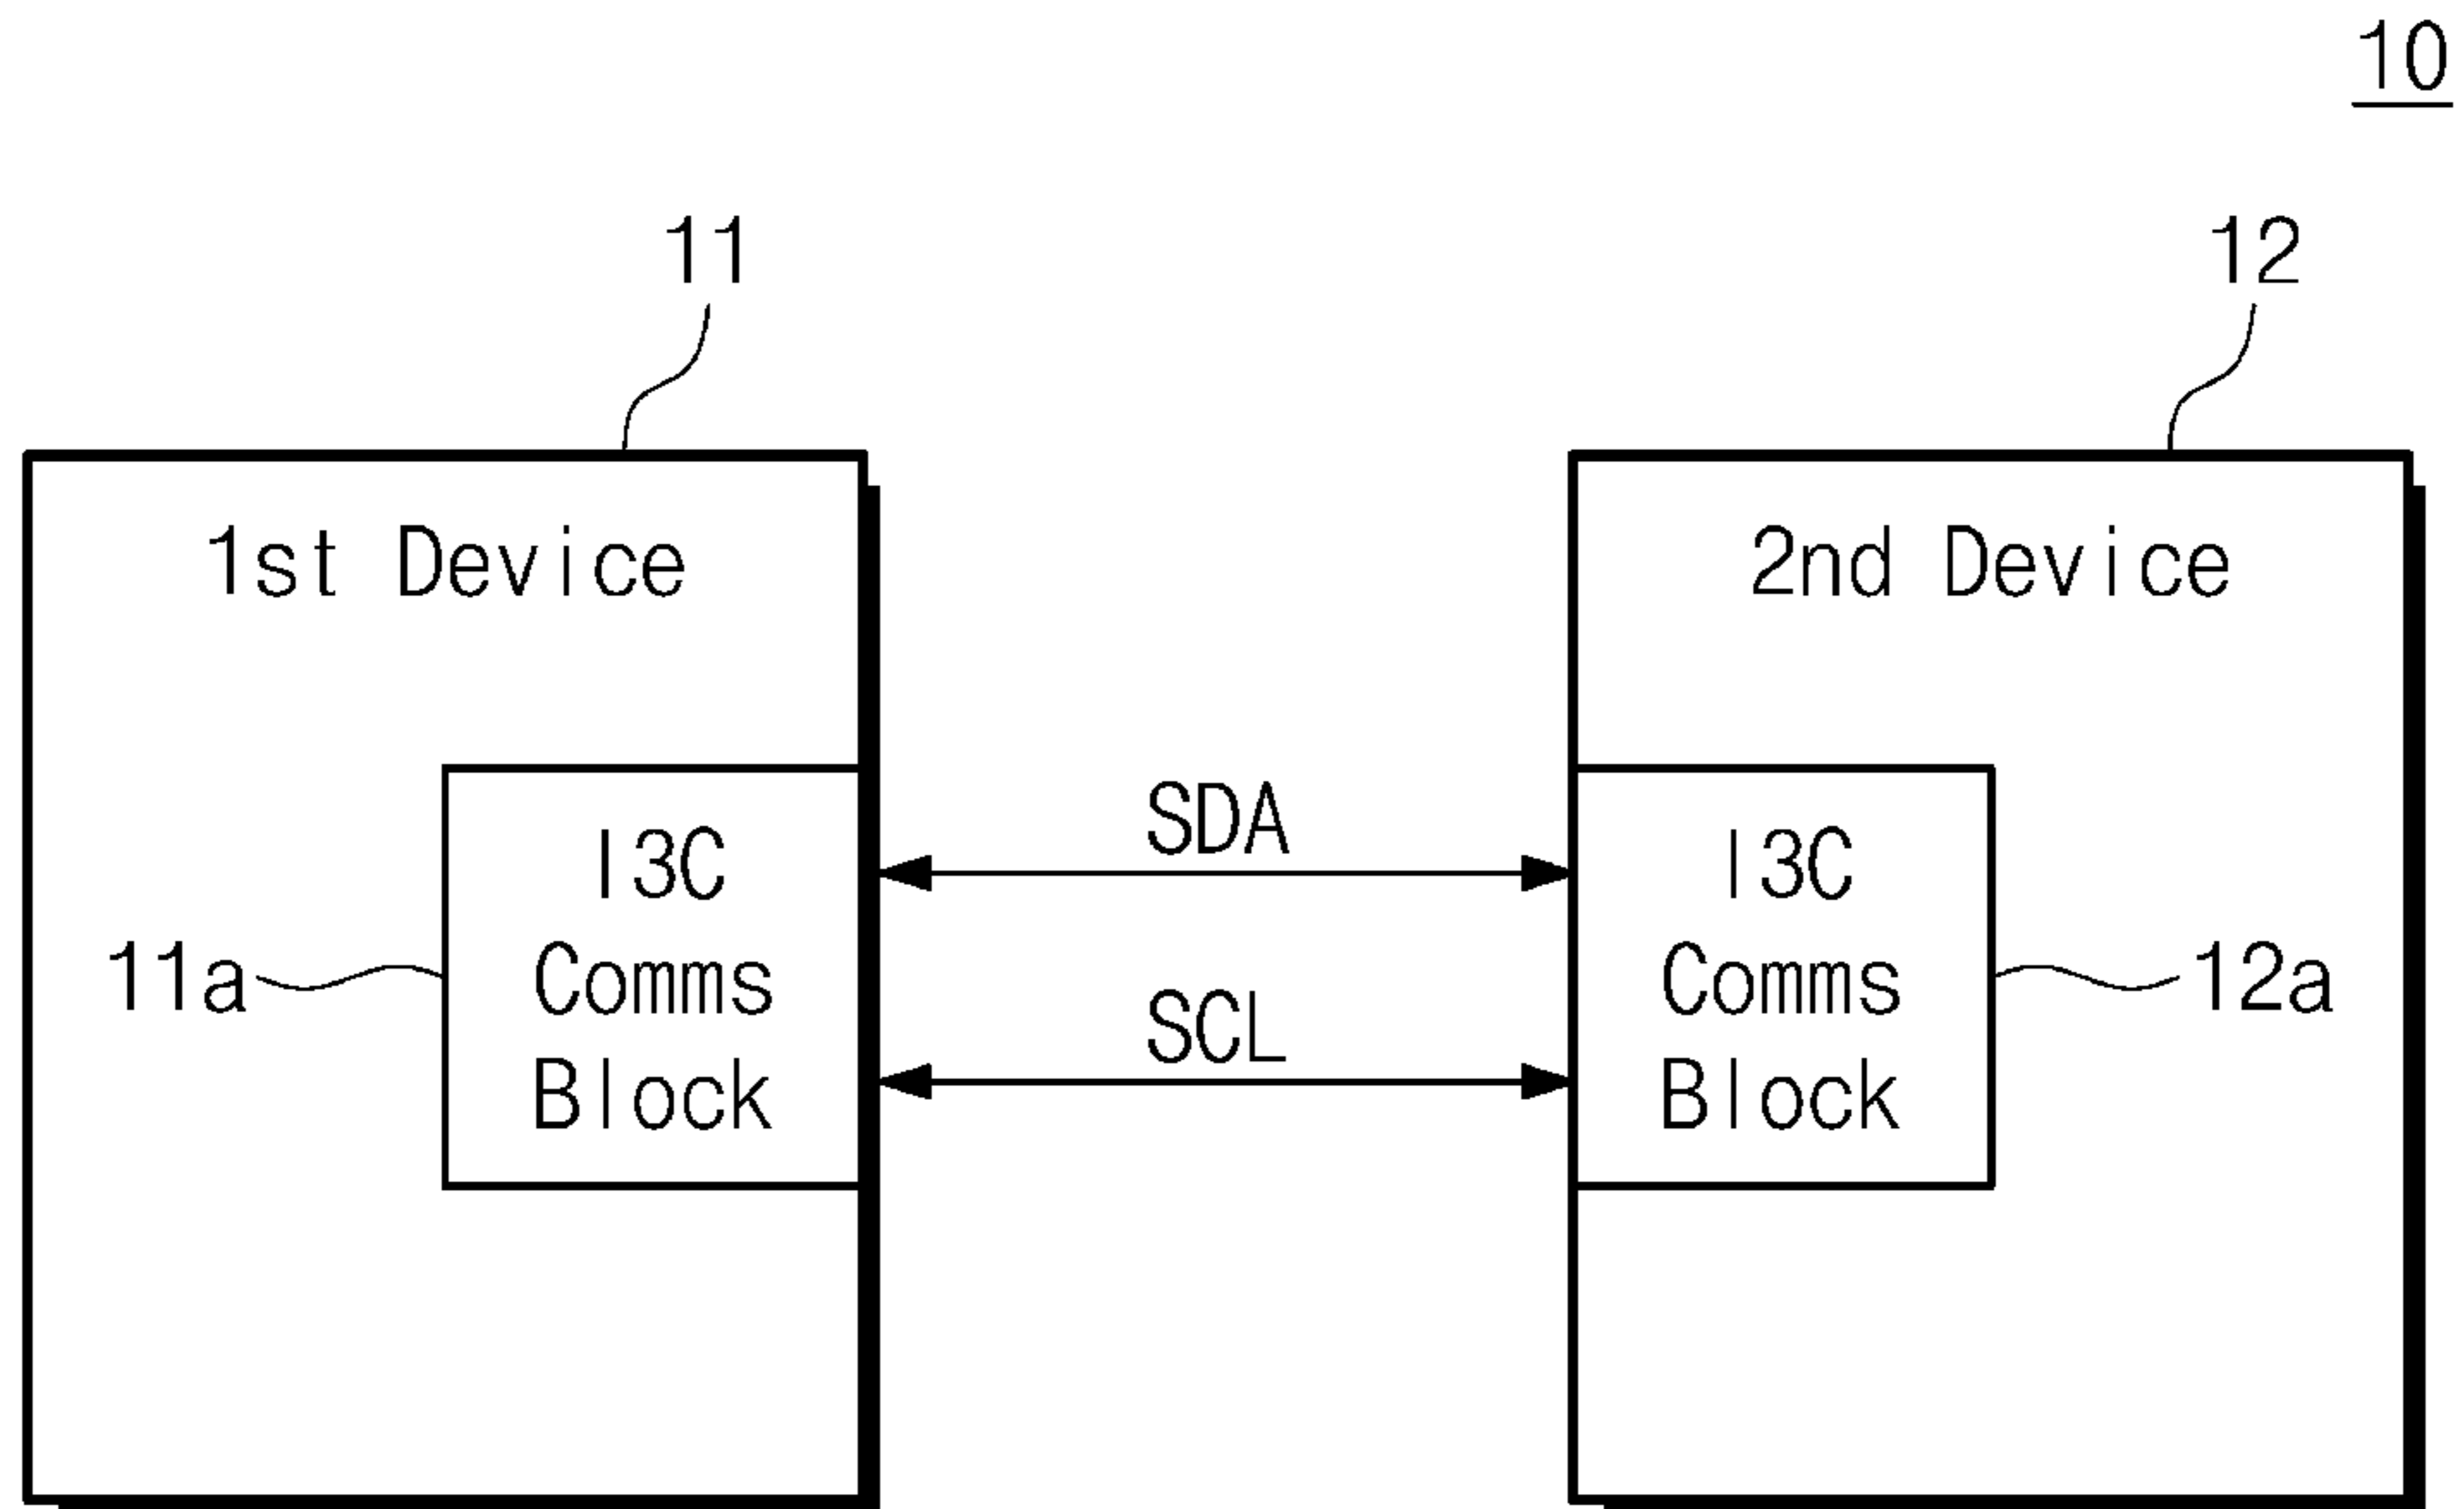 10
11
12
1st Device
2nd Device
I3C
Comms
Block
11a
SDA
SCL
I3C
Comms
Block
12a